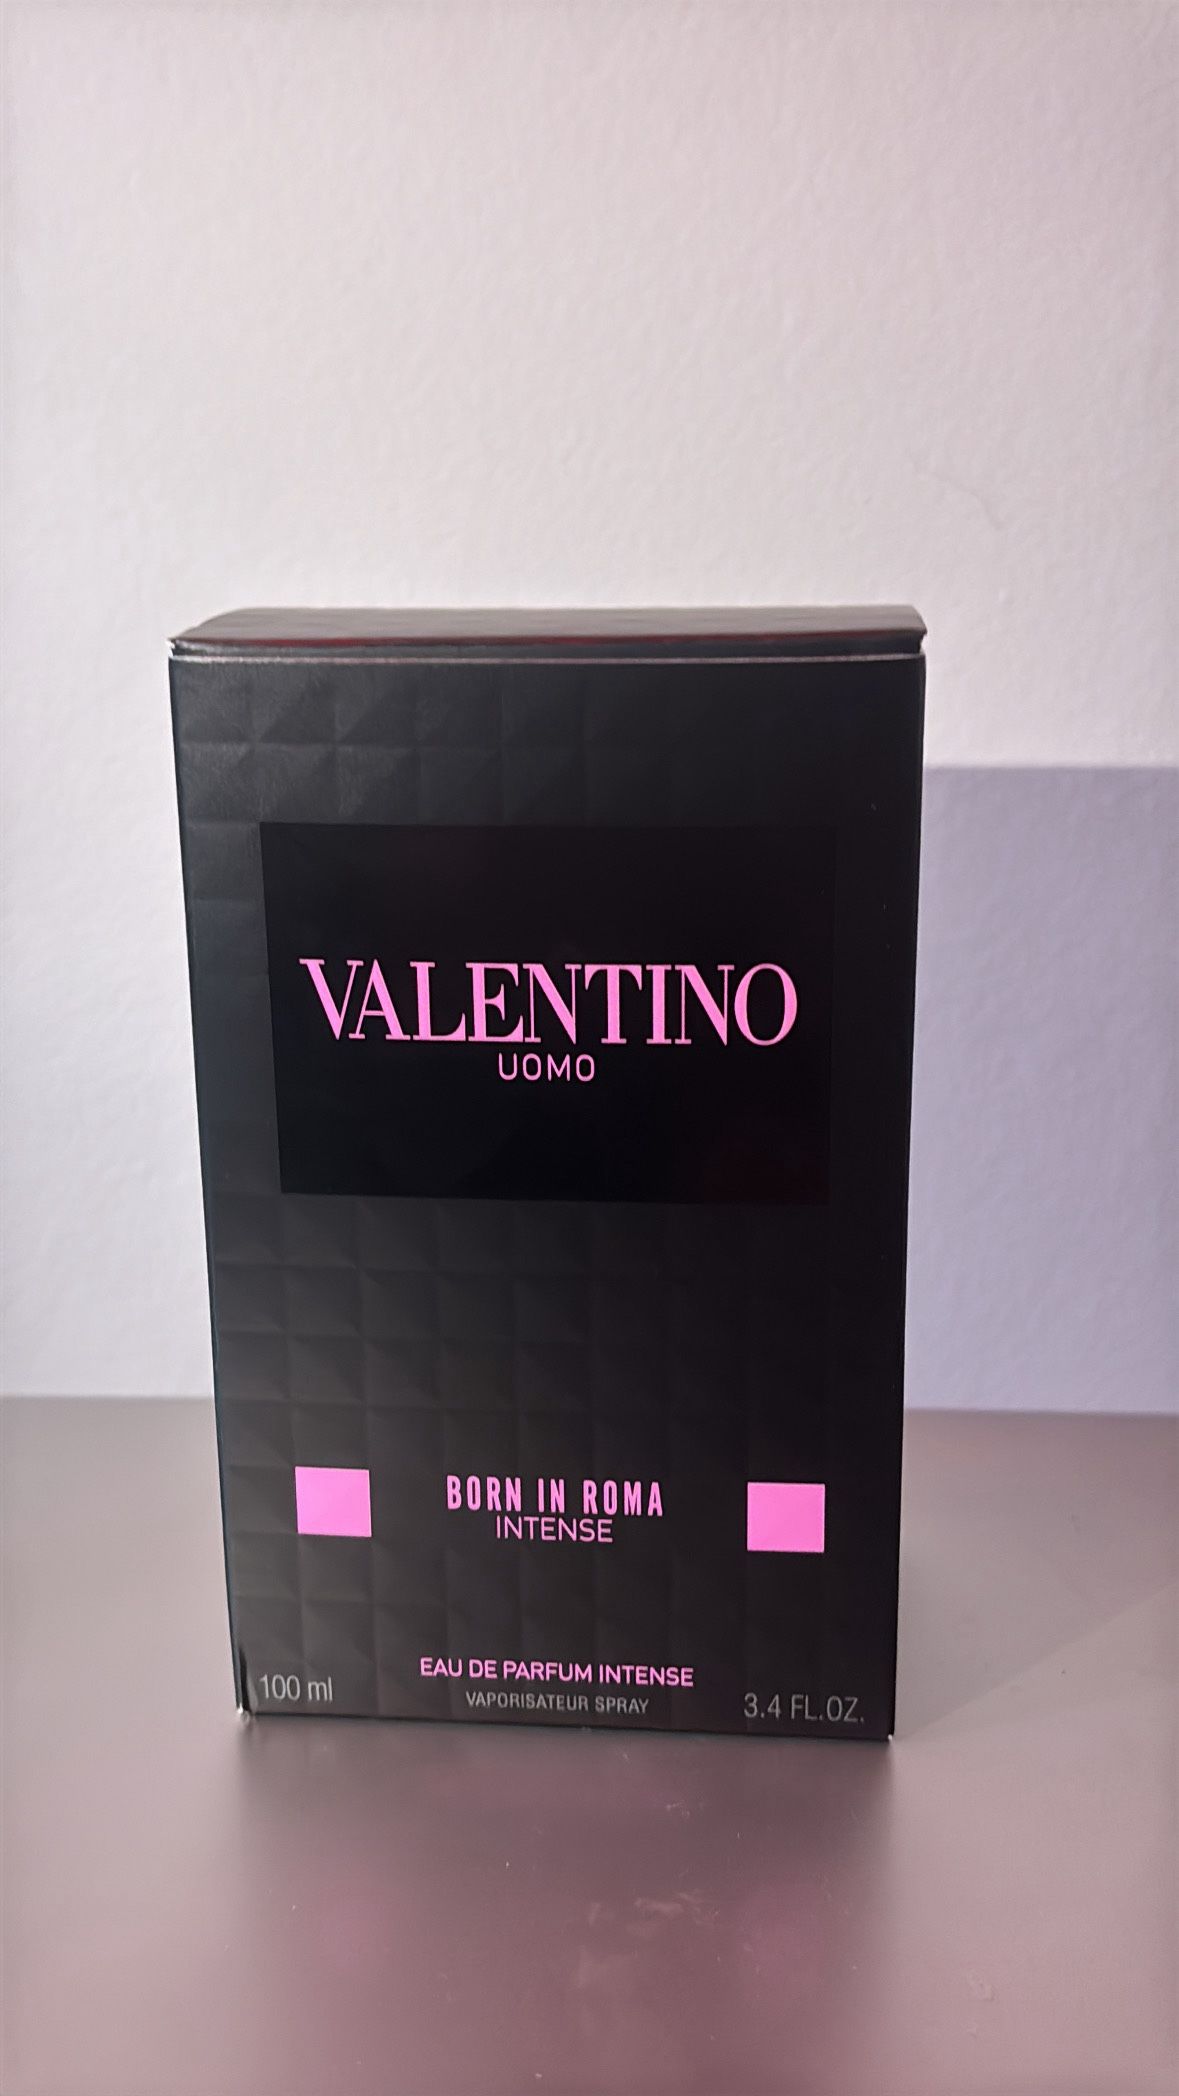 VALENTINO
UOMO
BORN IN ROMA
INTENSE
EAU DE PARFUM INTENSE
100 ml
VAPORISATEUR SPRAY
3.4 FL.OZ.